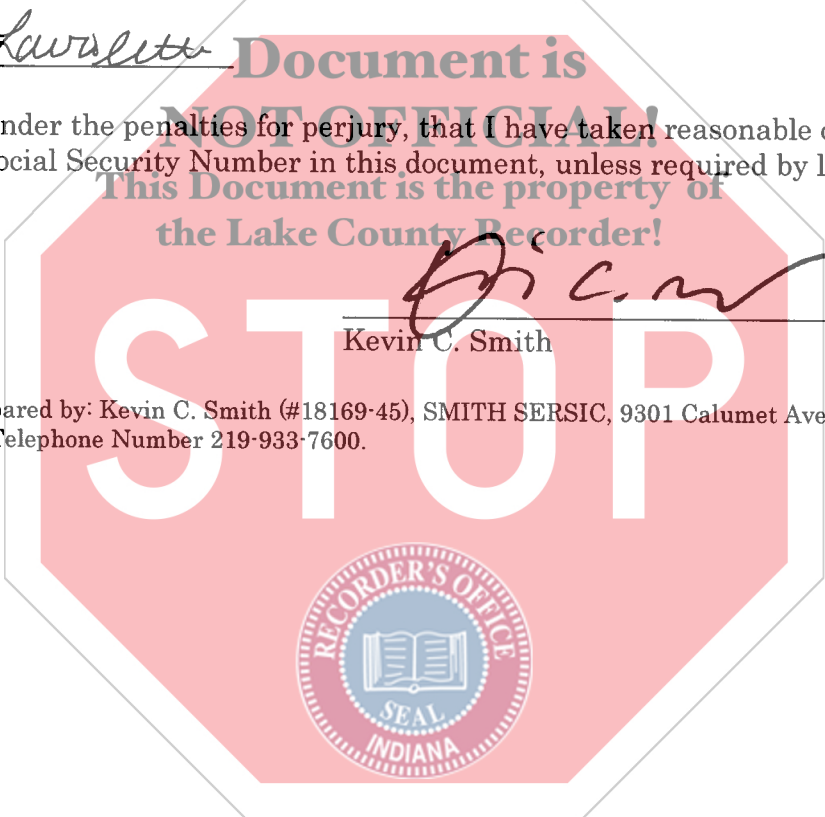 Document is
NOT OFFICIAL!
nder the penalties for perjury, that I have taken reasonable
ocial Security Number in this document, unless required by l
This Document is the property of
the Lake County Recorder!
Kevin C. Smith
STOP
ared by: Kevin C. Smith (#18169-45), SMITH SERSIC, 9301 Calumet Ave
Telephone Number 219-933-7600.
RECORDER'S OFFICE
SEAL
INDIANA